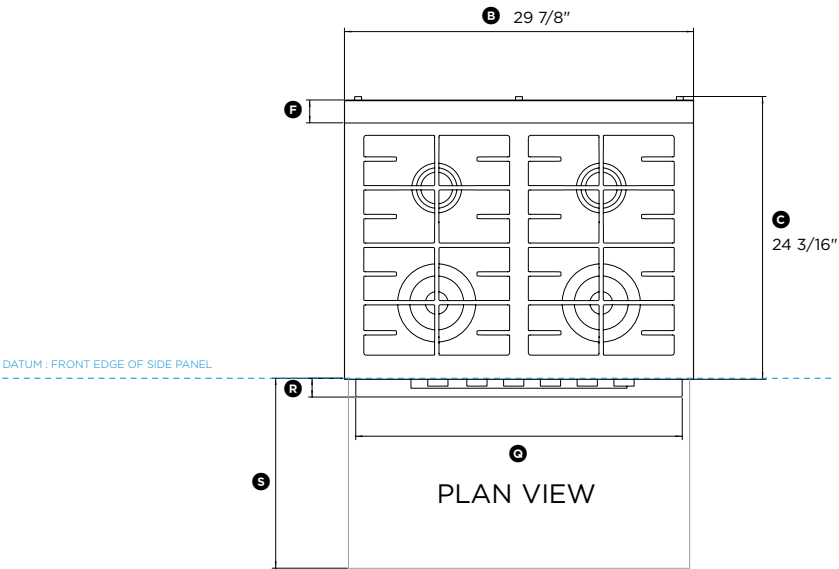 B 29 7/8"
F
C
24 3/16"
DATUM : FRONT EDGE OF SIDE PANEL
R
Q
S
PLAN VIEW